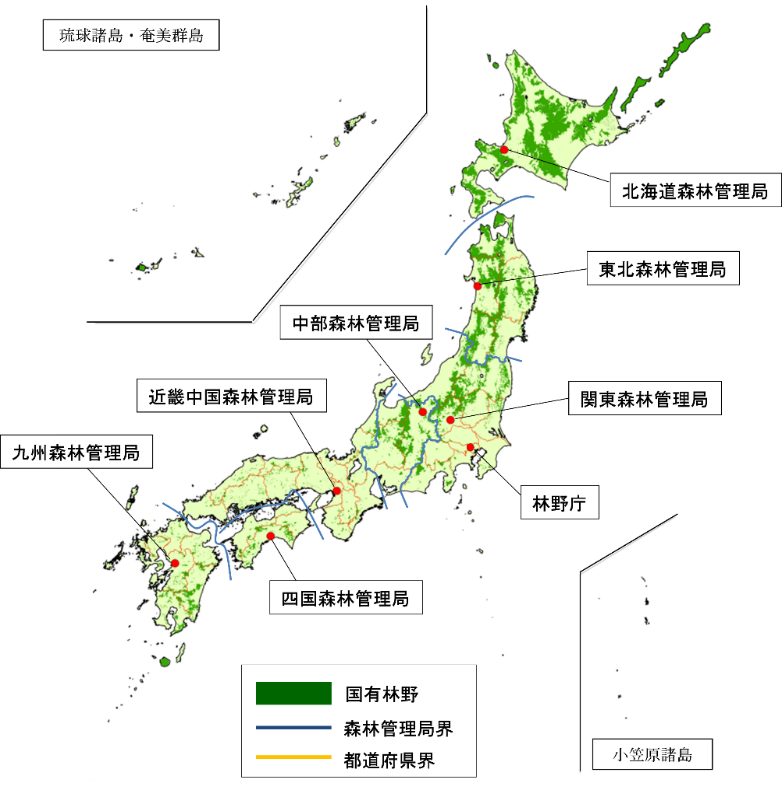 琉球諸島・奄美群島
北海道森林管理局
東北森林管理局
中部森林管理局
近畿中国森林管理局
関東森林管理局
九州森林管理局
林野庁
四国森林管理局
国有林野
森林管理局界
都道府県界
小笠原諸島